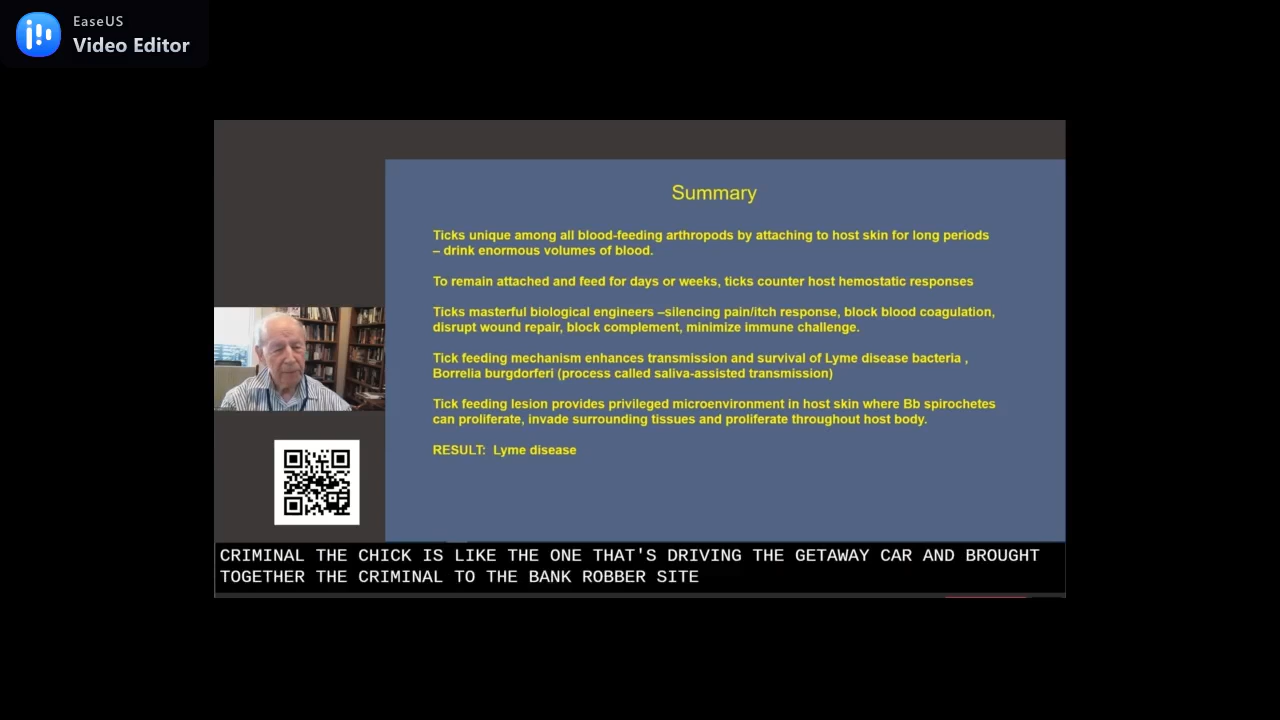 EaseUS
Video Editor
Summary
Ticks unique among all blood-feeding arthropods by attaching to host skin for long periods
– drink enormous volumes of blood.
To remain attached and feed for days or weeks, ticks counter host hemostatic responses
Ticks masterful biological engineers –silencing pain/itch response, block blood coagulation,
disrupt wound repair, block complement, minimize immune challenge.
Tick feeding mechanism enhances transmission and survival of Lyme disease bacteria ,
Borrelia burgdorferi (process called saliva-assisted transmission)
Tick feeding lesion provides privileged microenvironment in host skin where Bb spirochetes
can proliferate, invade surrounding tissues and proliferate throughout host body.
RESULT:  Lyme disease
CRIMINAL THE CHICK IS LIKE THE ONE THAT'S DRIVING THE GETAWAY CAR AND BROUGHT
TOGETHER THE CRIMINAL TO THE BANK ROBBER SITE